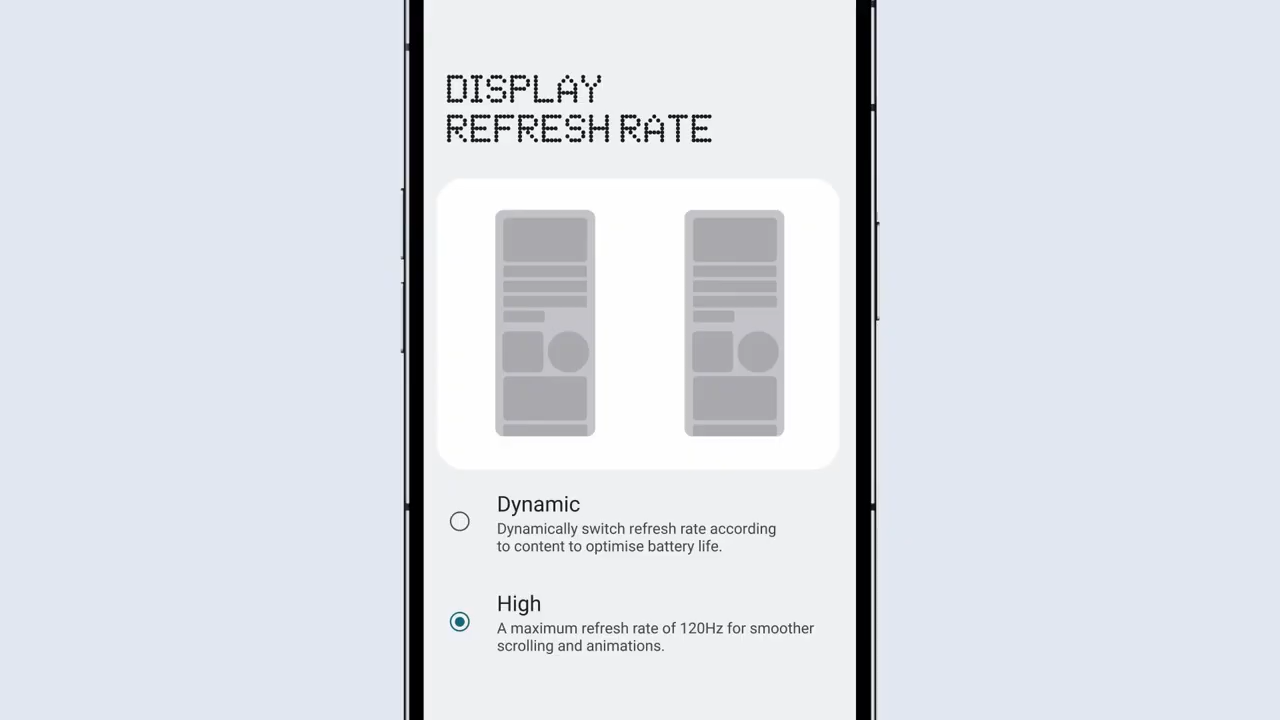 DISPLAY
REFRESH RATE
Dynamic
Dynamically switch refresh rate according
to content to optimise battery life.
High
A maximum refresh rate of 120Hz for smoother
scrolling and animations.